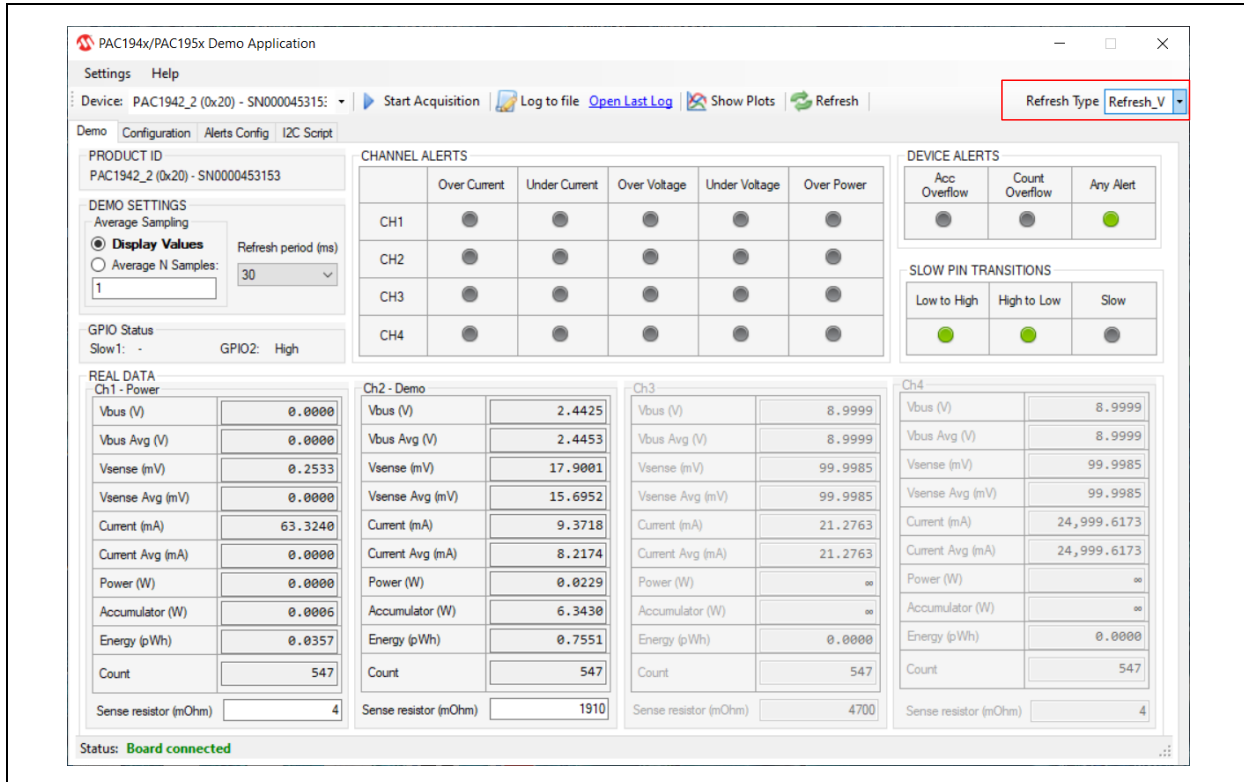 PAC194x/PAC195x Demo Application
Settings Help
Device: PAC1942_2 (0x20) - SN000045315: Start Acquisition Log to file Open Last Log Show Plots Refresh Refresh Type Refresh_V
Demo Configuration Alerts Config I2C Script
PRODUCT ID
PAC1942_2 (0x20) - SN0000453153
DEMO SETTINGS
Average Sampling
Display Values
Average N Samples:
1
Refresh period (ms)
30
GPIO Status
Slow1: - GPIO2: High
CHANNEL ALERTS
Over Current Under Current Over Voltage Under Voltage Over Power
CH1
CH2
CH3
CH4
DEVICE ALERTS
Acc Overflow Count Overflow Any Alert
SLOW PIN TRANSITIONS
Low to High High to Low Slow
REAL DATA
Ch1 - Power
Vbus (V) 0.0000
Vbus Avg (V) 0.0000
Vsense (mV) 0.2533
Vsense Avg (mV) 0.0000
Current (mA) 63.3240
Current Avg (mA) 0.0000
Power (W) 0.0000
Accumulator (W) 0.0006
Energy (pWh) 0.0357
Count 547
Sense resistor (mOhm) 4
Ch2 - Demo
Vbus (V) 2.4425
Vbus Avg (V) 2.4453
Vsense (mV) 17.9001
Vsense Avg (mV) 15.6952
Current (mA) 9.3718
Current Avg (mA) 8.2174
Power (W) 0.0229
Accumulator (W) 6.3430
Energy (pWh) 0.7551
Count 547
Sense resistor (mOhm) 1910
Ch3
Vbus (V) 8.9999
Vbus Avg (V) 8.9999
Vsense (mV) 99.9985
Vsense Avg (mV) 99.9985
Current (mA) 21.2763
Current Avg (mA) 21.2763
Power (W) ∞
Accumulator (W) ∞
Energy (pWh) 0.0000
Count 547
Sense resistor (mOhm) 4700
Ch4
Vbus (V) 8.9999
Vbus Avg (V) 8.9999
Vsense (mV) 99.9985
Vsense Avg (mV) 99.9985
Current (mA) 24,999.6173
Current Avg (mA) 24,999.6173
Power (W) ∞
Accumulator (W) ∞
Energy (pWh) 0.0000
Count 547
Sense resistor (mOhm) 4
Status: Board connected